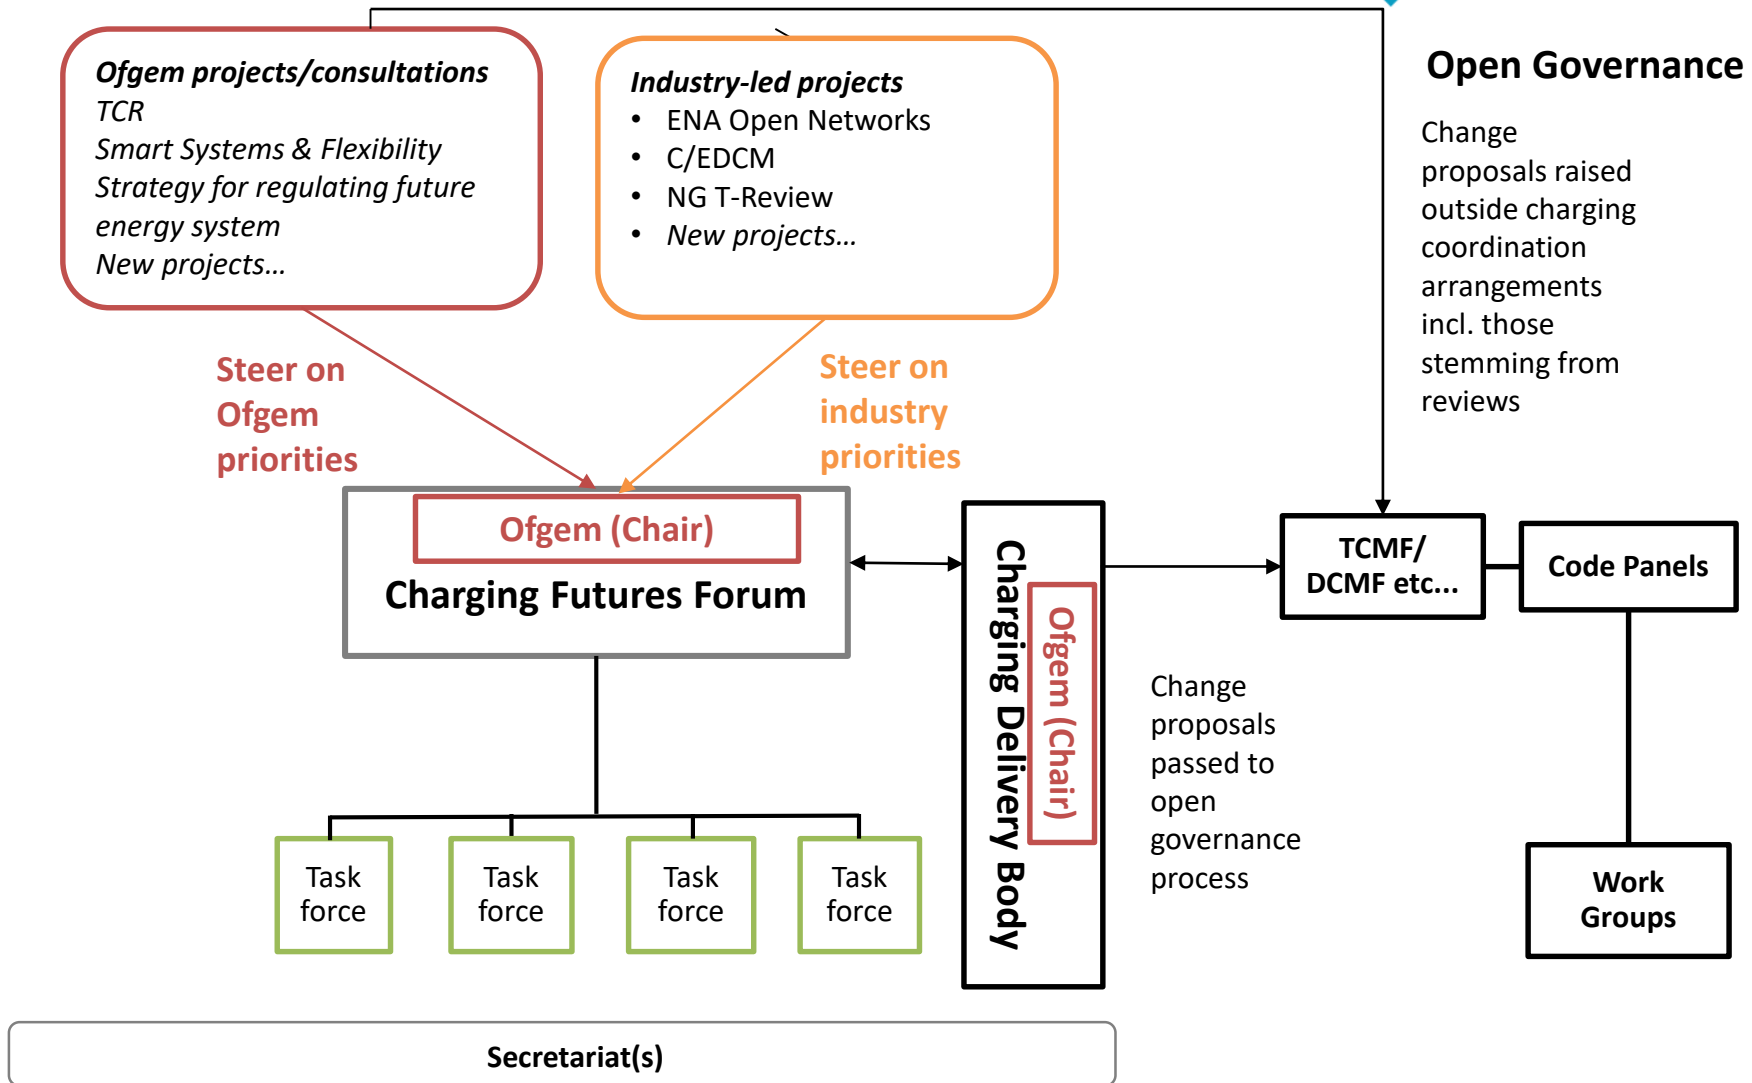 Ofgem projects/consultations
TCR
Smart Systems & Flexibility
Strategy for regulating future
energy system
New projects...
Industry-led projects
• ENA Open Networks
• C/EDCM
• NG T-Review
• New projects...
Open Governance
Change
proposals raised
outside charging
coordination
arrangements
incl. those
stemming from
reviews
Steer on
Ofgem
priorities
Steer on
industry
priorities
Ofgem (Chair)
Charging Futures Forum
Charging Delivery Body
Ofgem (Chair)
TCMF/
DCMF etc...
Code Panels
Change
proposals
passed to
open
governance
process
Task
force
Task
force
Task
force
Task
force
Work
Groups
Secretariat(s)